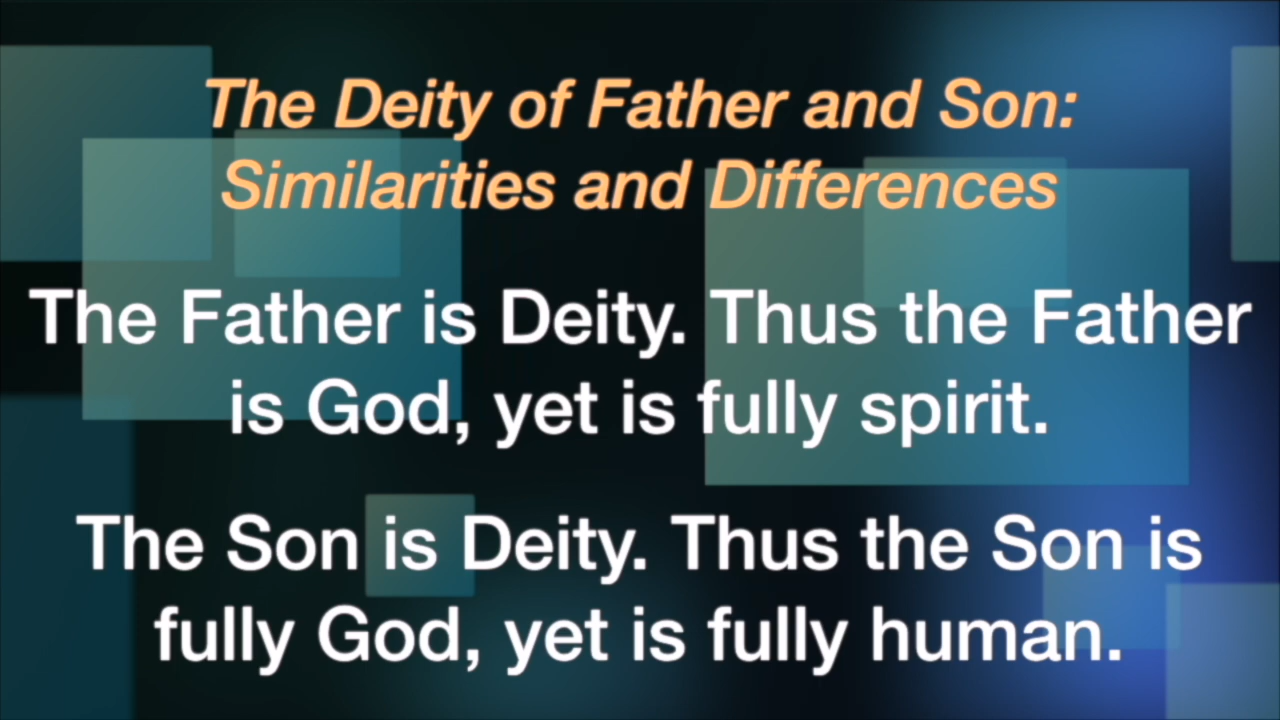 The Deity of Father and Son:
Similarities and Differences
The Father is Deity. Thus the Father
is God, yet is fully spirit.
The Son is Deity. Thus the Son is
fully God, yet is fully human.